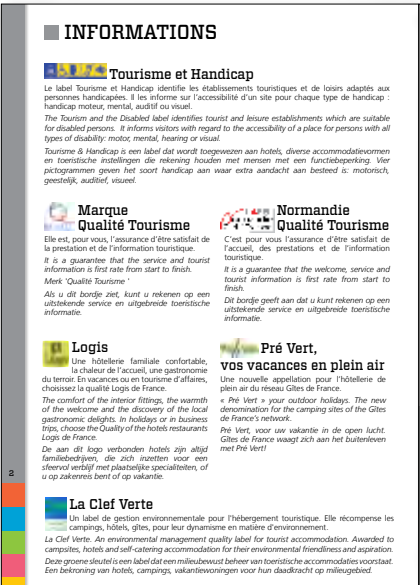 INFORMATIONS
Tourisme et Handicap
Le label Tourisme et Handicap identifie les établissements touristiques et de loisirs adaptés aux
personnes handicapées. Il les informe sur l'accessibilité d'un site pour chaque type de handicap :
handicap moteur, mental, auditif ou visuel.
The Tourism and the Disabled label identifies tourist and leisure establishments which are suitable
for disabled persons. It informs visitors with regard to the accessibility of a place for persons with all
types of disability: motor, mental, hearing or visual.
Tourisme & Handicap is een label dat wordt toegewezen aan hotels, diverse accommodatievormen
en toeristische instellingen die rekening houden met mensen met een functiebeperking. Vier
pictogrammen geven het soort handicap aan waar extra aandacht aan besteed is: motorisch,
geestelijk, auditief, visueel.
Marque
Qualité Tourisme
Elle est, pour vous, l'assurance d'être satisfait de
la prestation et de l'information touristique.
It is a guarantee that the service and tourist
information is first rate from start to finish.
Merk 'Qualité Tourisme '
Als u dit bordje ziet, kunt u rekenen op een
uitstekende service en uitgebreide toeristische
informatie.
Normandie
Qualité Tourisme
C'est pour vous l'assurance d'être satisfait de
l'accueil, des prestations et de l'information
touristique.
It is a guarantee that the welcome, service and
tourist information is first rate from start to
finish.
Dit bordje geeft aan dat u kunt rekenen op een
uitstekende service en uitgebreide toeristische
informatie.
Logis
Une hôtellerie familiale confortable,
la chaleur de l'accueil, une gastronomie
du terroir. En vacances ou en tourisme d'affaires,
choisissez la qualité Logis de France.
The comfort of the interior fittings, the warmth
of the welcome and the discovery of the local
gastronomic delights. In holidays or in business
trips, choose the Quality of the hotels restaurants
Logis de France.
De aan dit logo verbonden hotels zijn altijd
familiebedrijven, die zich inzetten voor een
sfeervol verblijf met plaatselijke specialiteiten, of
u op zakenreis bent of op vakantie.
Pré Vert,
vos vacances en plein air
Une nouvelle appellation pour l'hôtellerie de
plein air du réseau Gîtes de France.
« Pré Vert » your outdoor holidays. The new
denomination for the camping sites of the Gîtes
de France's network.
Pré Vert, voor uw vakantie in de open lucht.
Gîtes de France waagt zich aan het buitenleven
met Pré Vert!
2
La Clef Verte
Un label de gestion environnementale pour l'hébergement touristique. Elle récompense les
campings, hôtels, gîtes, pour leur dynamisme en matière d'environnement.
La Clef Verte. An environmental management quality label for tourist accommodation. Awarded to
campsites, hotels and self-catering accommodation for their environmental friendliness and aspiration.
Deze groene sleutel is een label dat een milieubewust beheer van toeristische accommodaties voorstaat.
Een bekroning van hotels, campings, vakantiewoningen voor hun daadkracht op milieugebied.